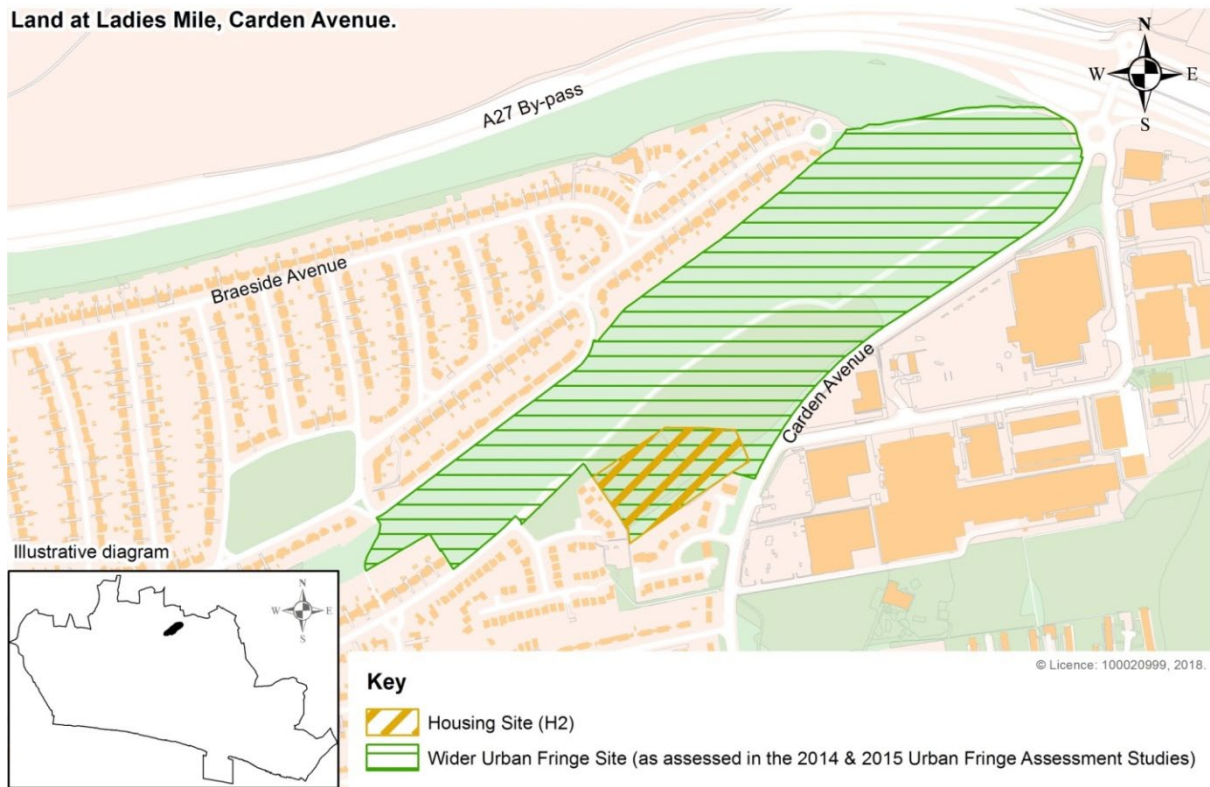 Land at Ladies Mile, Carden Avenue.
N
W E
S
A27 By-pass
Braeside Avenue
Carden Avenue
Illustrative diagram
N
W E
S
© Licence: 100020999, 2018.
Key
Housing Site (H2)
Wider Urban Fringe Site (as assessed in the 2014 & 2015 Urban Fringe Assessment Studies)